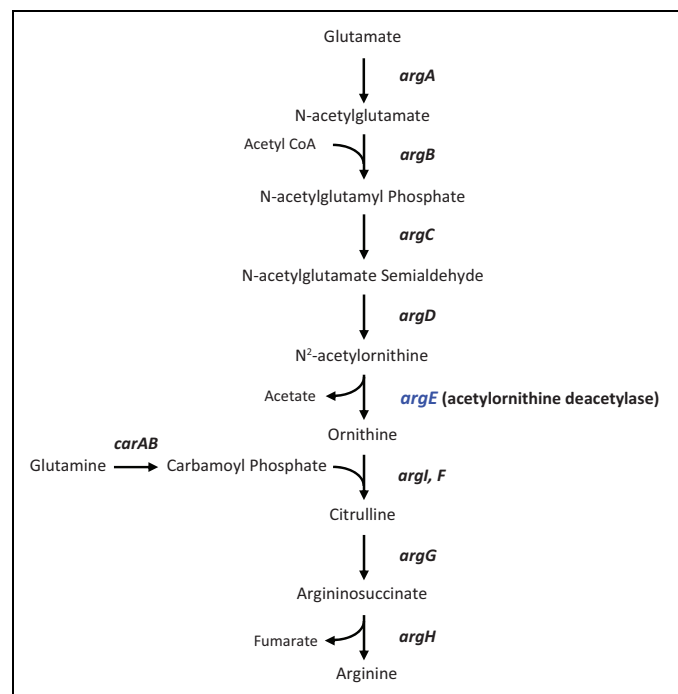 Glutamate
argA
N-acetylglutamate
Acetyl CoA
argB
N-acetylglutamyl Phosphate
argC
N-acetylglutamate Semialdehyde
argD
N²-acetylornithine
Acetate
argE (acetylornithine deacetylase)
Ornithine
carAB
Glutamine
Carbamoyl Phosphate
argI, F
Citrulline
argG
Argininosuccinate
Fumarate
argH
Arginine